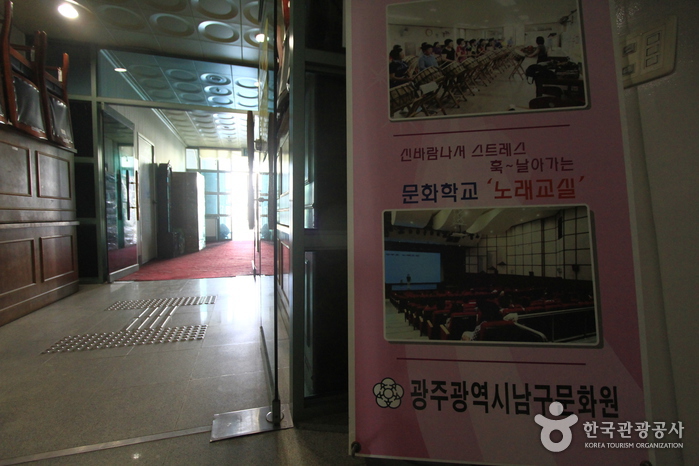 신바람나서 스트레스
훅~날아가는
문화학교 '노래교실'
광주광역시남구문화원
한국관광공사
KOREA TOURISM ORGANIZATION